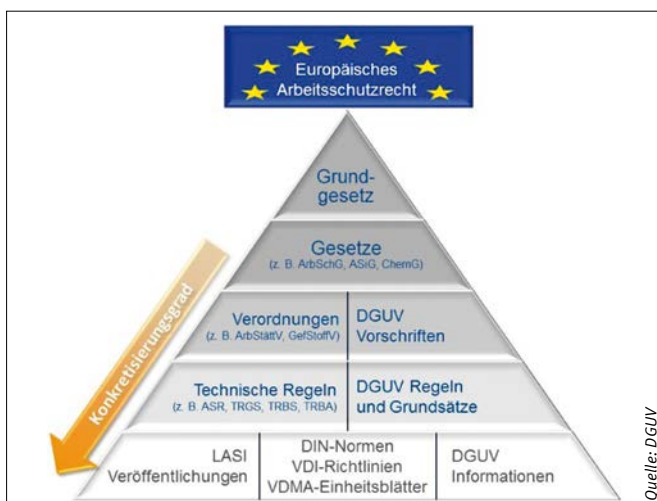 Europäisches
Arbeitsschutzrecht
Grund-
gesetz
Gesetze
(z. B. ArbSchG, ASiG, ChemG)
Konkretisierungsgrad
Verordnungen
(z. B. ArbStättV, GefStoffV)
DGUV
Vorschriften
Technische Regeln
(z. B. ASR, TRGS, TRBS, TRBA)
DGUV Regeln
und Grundsätze
LASI
Veröffentlichungen
DIN-Normen
VDI-Richtlinien
VDMA-Einheitsblätter
DGUV
Informationen
Quelle: DGUV